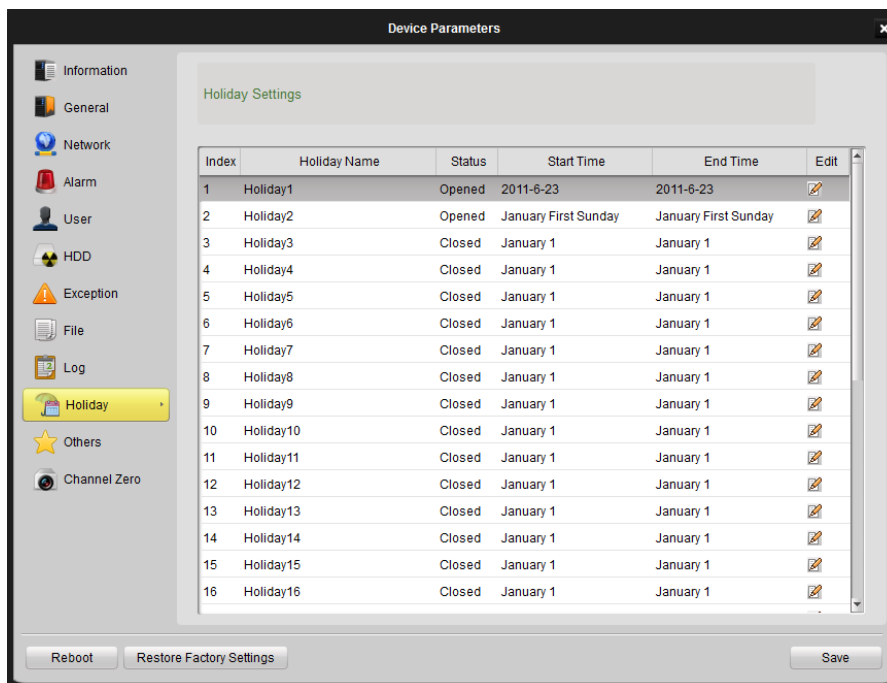 Device Parameters
Information
General
Network
Alarm
User
HDD
Exception
File
Log
Holiday
Others
Channel Zero
Holiday Settings
Index Holiday Name Status Start Time End Time Edit
1 Holiday1 Opened 2011-6-23 2011-6-23
2 Holiday2 Opened January First Sunday January First Sunday
3 Holiday3 Closed January 1 January 1
4 Holiday4 Closed January 1 January 1
5 Holiday5 Closed January 1 January 1
6 Holiday6 Closed January 1 January 1
7 Holiday7 Closed January 1 January 1
8 Holiday8 Closed January 1 January 1
9 Holiday9 Closed January 1 January 1
10 Holiday10 Closed January 1 January 1
11 Holiday11 Closed January 1 January 1
12 Holiday12 Closed January 1 January 1
13 Holiday13 Closed January 1 January 1
14 Holiday14 Closed January 1 January 1
15 Holiday15 Closed January 1 January 1
16 Holiday16 Closed January 1 January 1
Reboot Restore Factory Settings Save